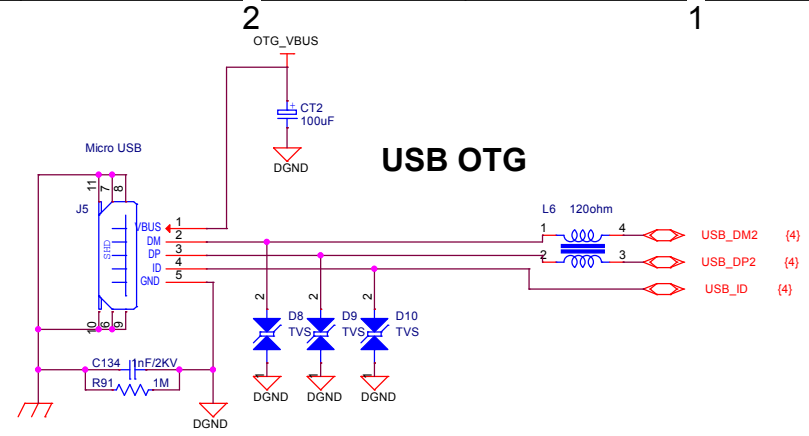 2
1
OTG_VBUS
+
CT2
100uF
DGND
USB OTG
Micro USB
J5
11
7
8
SHD
VBUS 1
DM 2
DP 3
ID 4
GND 5
10
6
9
L6 120ohm
1
4
USB_DM2 {4}
2
3
USB_DP2 {4}
USB_ID {4}
2
2
2
D8
TVS
D9
TVS
D10
TVS
1
1
1
DGND
DGND
DGND
C134 1nF/2KV
R91 1M
DGND